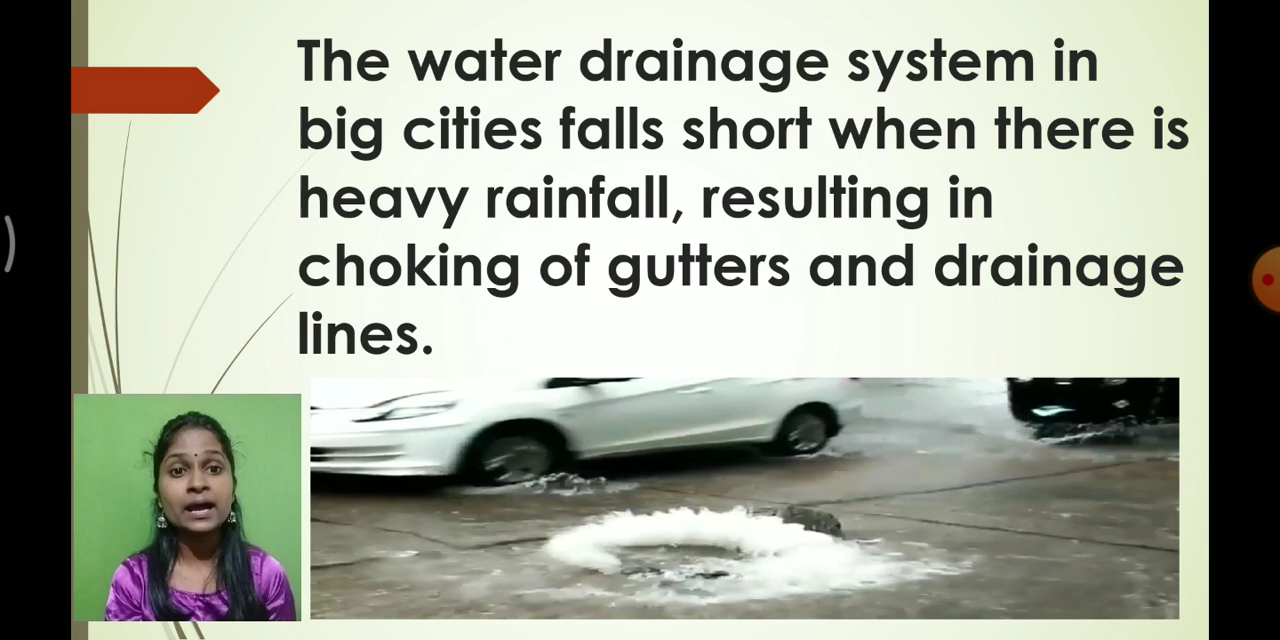 The water drainage system in
big cities falls short when there is
heavy rainfall, resulting in
choking of gutters and drainage
lines.